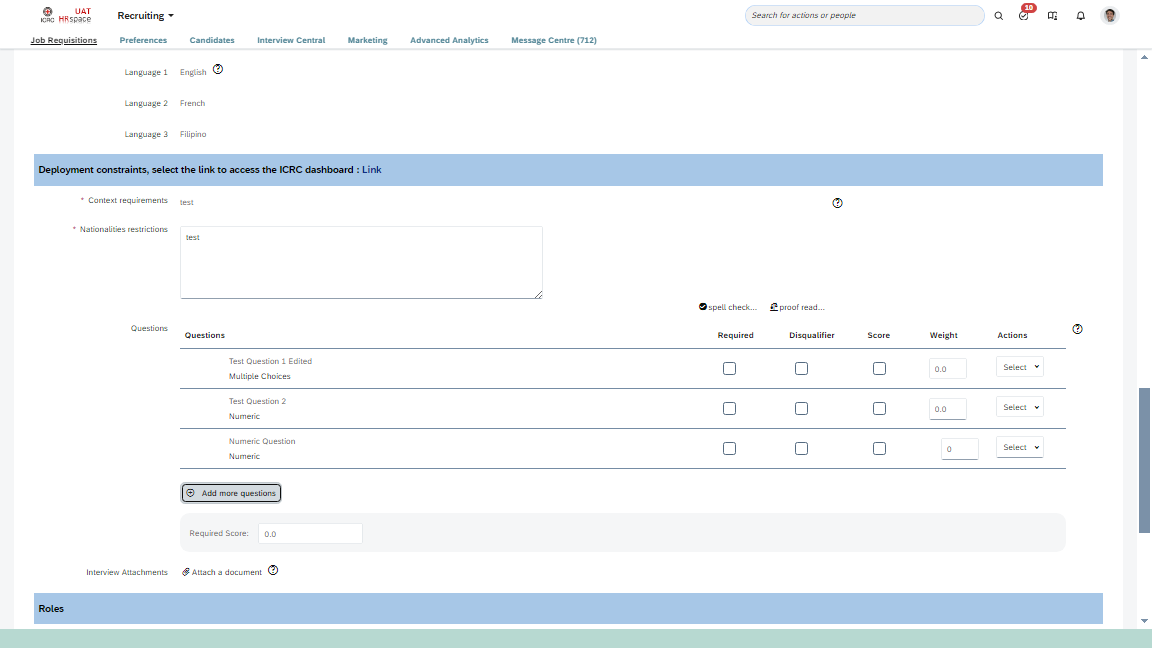 ICRC UAT HRspace Recruiting Search for actions or people 10
Job Requisitions Preferences Candidates Interview Central Marketing Advanced Analytics Message Centre (712)
Language 1 English
Language 2 French
Language 3 Filipino
Deployment constraints, select the link to access the ICRC dashboard : Link
* Context requirements test
* Nationalities restrictions test
spell check... proof read...
Questions Questions Required Disqualifier Score Weight Actions
Test Question 1 Edited
Multiple Choices 0.0 Select
Test Question 2
Numeric 0.0 Select
Numeric Question
Numeric 0 Select
Add more questions
Required Score: 0.0
Interview Attachments Attach a document
Roles